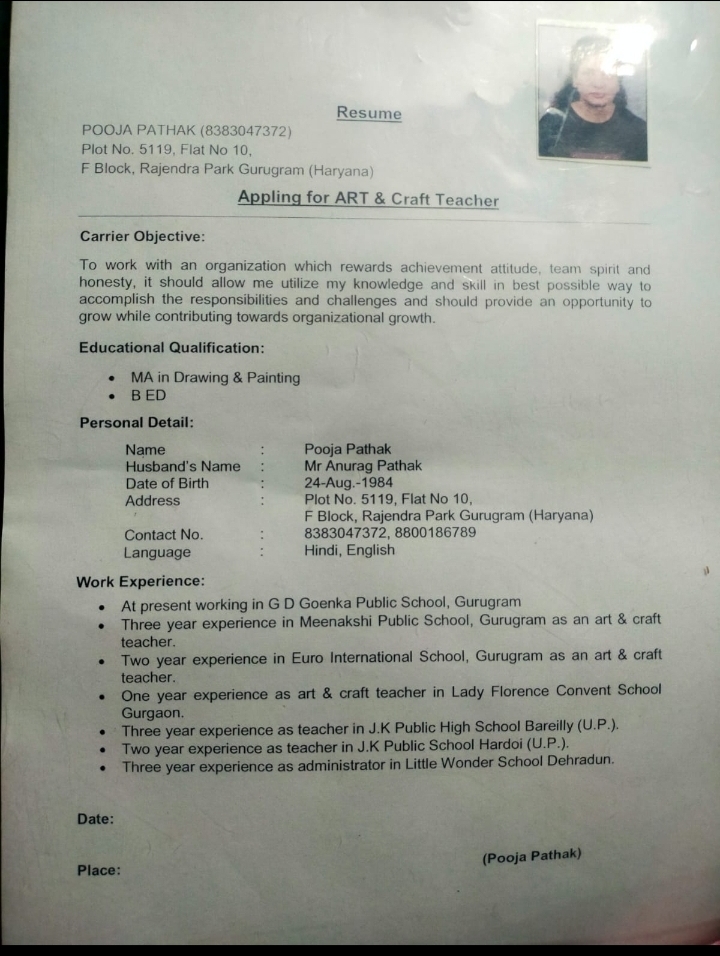 Resume
POOJA PATHAK (8383047372)
Plot No. 5119, Flat No 10,
F Block, Rajendra Park Gurugram (Haryana)
Appling for ART & Craft Teacher
Carrier Objective:
To work with an organization which rewards achievement attitude, team spirit and
honesty, it should allow me utilize my knowledge and skill in best possible way to
accomplish the responsibilities and challenges and should provide an opportunity to
grow while contributing towards organizational growth.
Educational Qualification:
• MA in Drawing & Painting
• B ED
Personal Detail:
Name : Pooja Pathak
Husband's Name : Mr Anurag Pathak
Date of Birth : 24-Aug.-1984
Address : Plot No. 5119, Flat No 10,
F Block, Rajendra Park Gurugram (Haryana)
Contact No. : 8383047372, 8800186789
Language : Hindi, English
Work Experience:
• At present working in G D Goenka Public School, Gurugram
• Three year experience in Meenakshi Public School, Gurugram as an art & craft
teacher.
• Two year experience in Euro International School, Gurugram as an art & craft
teacher.
• One year experience as art & craft teacher in Lady Florence Convent School
Gurgaon.
• Three year experience as teacher in J.K Public High School Bareilly (U.P.).
• Two year experience as teacher in J.K Public School Hardoi (U.P.).
• Three year experience as administrator in Little Wonder School Dehradun.
Date:
(Pooja Pathak)
Place: